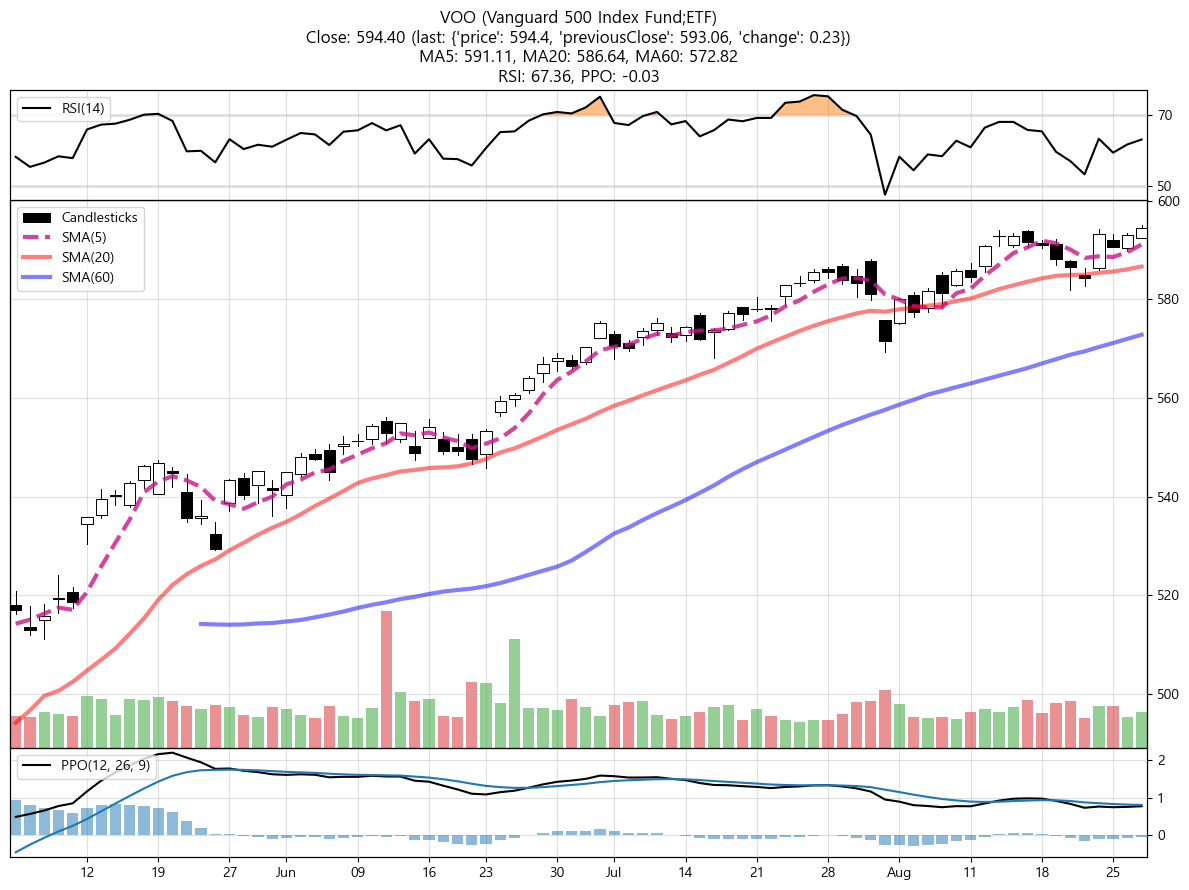 VOO (Vanguard 500 Index Fund;ETF)
Close: 594.40 (last: {'price': 594.4, 'previousClose': 593.06, 'change': 0.23})
MA5: 591.11, MA20: 586.64, MA60: 572.82
RSI: 67.36, PPO: -0.03
RSI(14)
70
50
Candlesticks
SMA(5)
SMA(20)
SMA(60)
600
580
560
540
520
500
PPO(12, 26, 9)
2
1
0
12 19 27 Jun 09 16 23 30 Jul 14 21 28 Aug 11 18 25